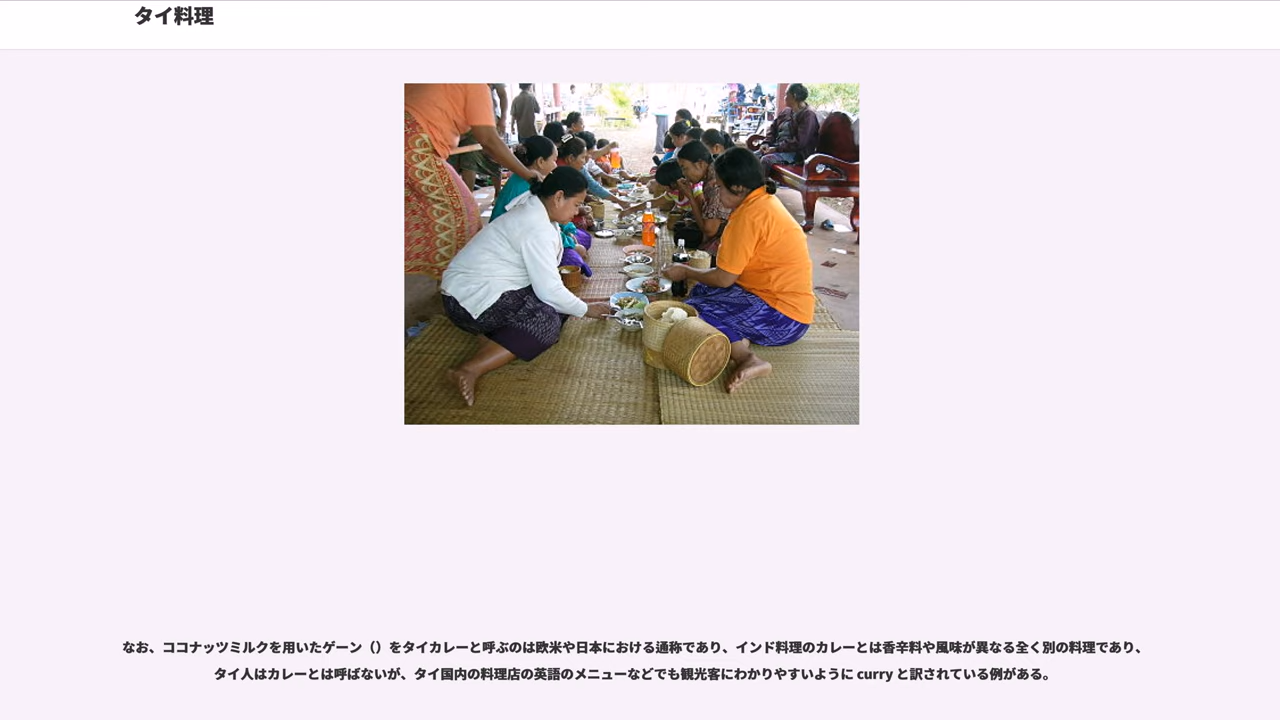 タイ料理
なお、ココナッツミルクを用いたゲーン（）をタイカレーと呼ぶのは欧米や日本における通称であり、インド料理のカレーとは香辛料や風味が異なる全く別の料理であり、
タイ人はカレーとは呼ばないが、タイ国内の料理店の英語のメニューなどでも観光客にわかりやすいように curry と訳されている例がある。